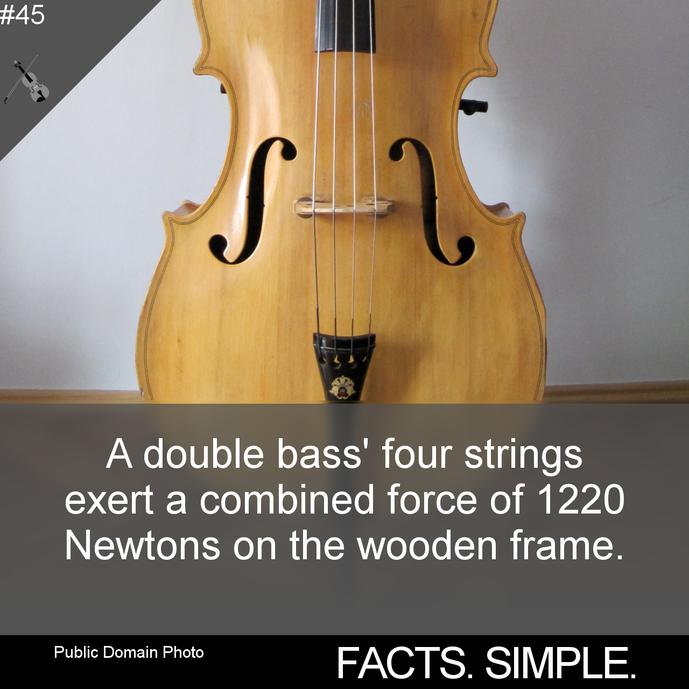 #45
A double bass' four strings
exert a combined force of 1220
Newtons on the wooden frame.
Public Domain Photo
FACTS. SIMPLE.